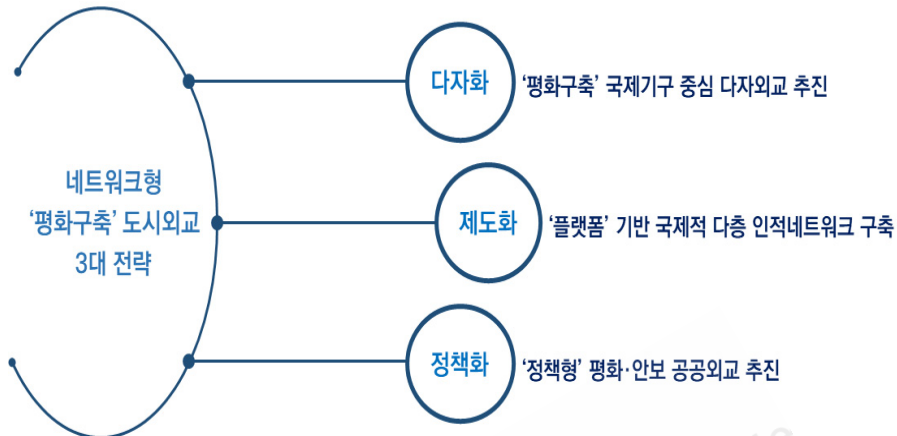 네트워크형
‘평화구축’ 도시외교
3대 전략
다자화
‘평화구축’ 국제기구 중심 다자외교 추진
제도화
‘플랫폼’ 기반 국제적 다층 인적네트워크 구축
정책화
‘정책형’ 평화·안보 공공외교 추진